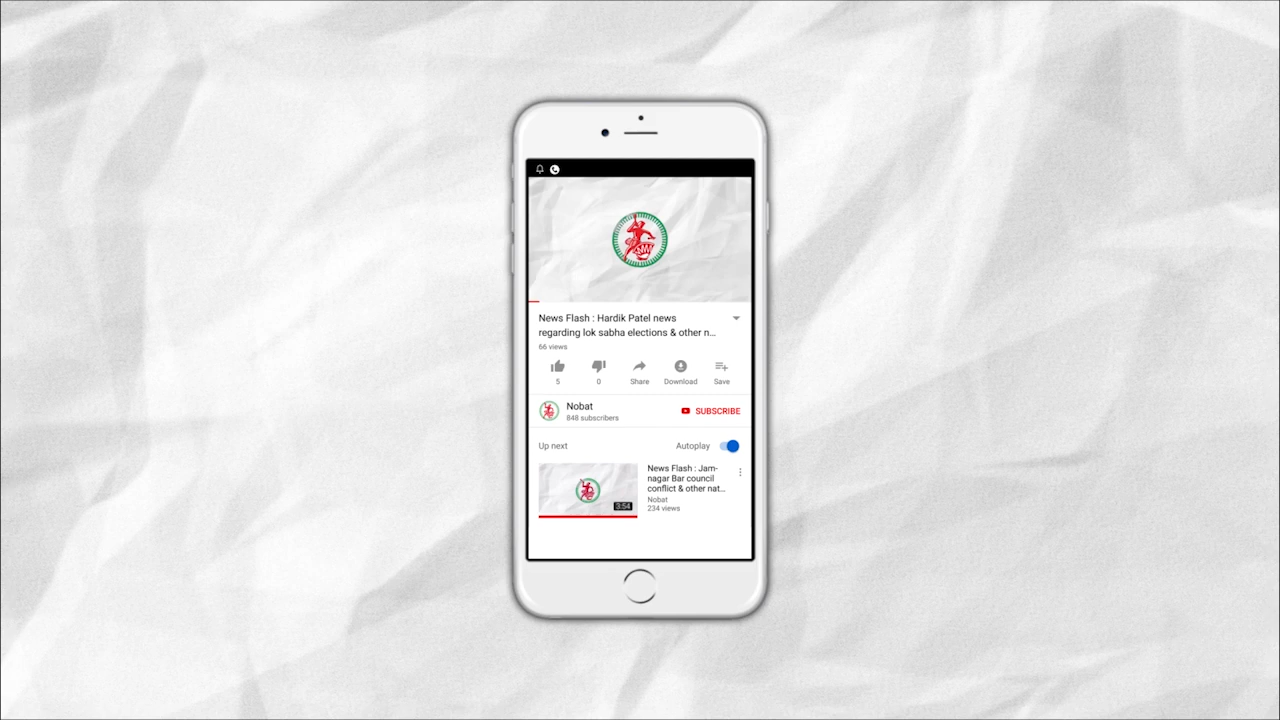 News Flash : Hardik Patel news
regarding lok sabha elections & other n...
66 views
5
0
Share
Download
Save
Nobat
848 subscribers
SUBSCRIBE
Up next
Autoplay
News Flash : Jam-
nagar Bar council
conflict & other nat...
Nobat
234 views
3:54